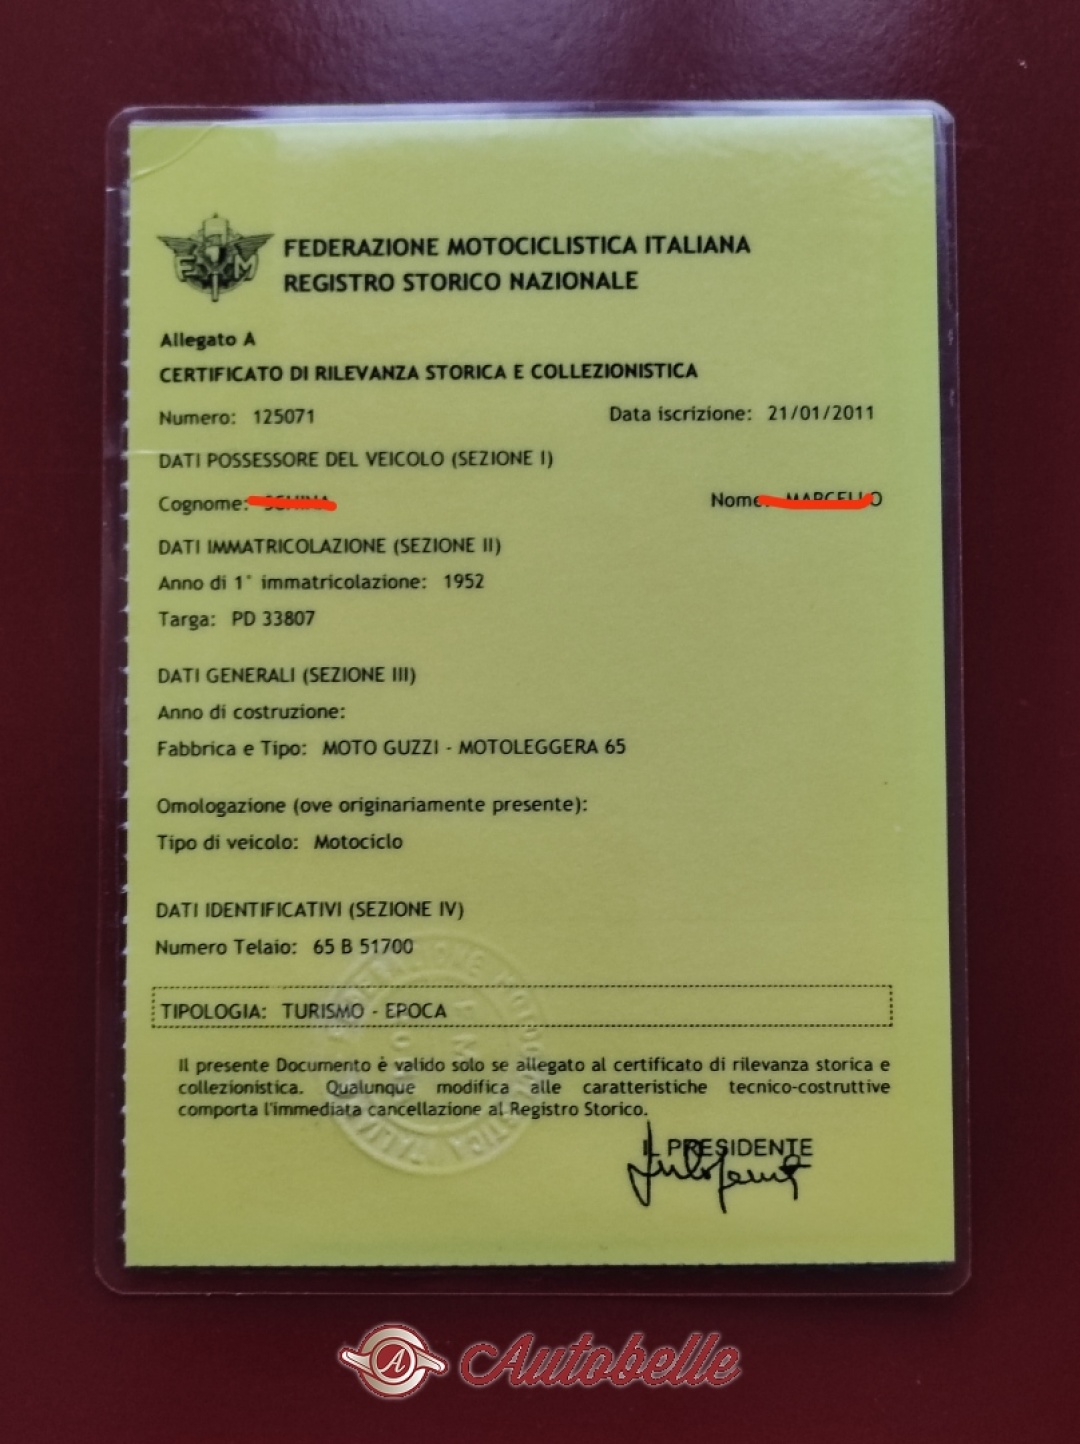 FEDERAZIONE MOTOCICLISTICA ITALIANA
REGISTRO STORICO NAZIONALE
Allegato A
CERTIFICATO DI RILEVANZA STORICA E COLLEZIONISTICA
Numero: 125071 Data iscrizione: 21/01/2011
DATI POSSESSORE DEL VEICOLO (SEZIONE I)
Cognome: Nome:
DATI IMMATRICOLAZIONE (SEZIONE II)
Anno di 1° immatricolazione: 1952
Targa: PD 33807
DATI GENERALI (SEZIONE III)
Anno di costruzione:
Fabbrica e Tipo: MOTO GUZZI - MOTOLEGGERA 65
Omologazione (ove originariamente presente):
Tipo di veicolo: Motociclo
DATI IDENTIFICATIVI (SEZIONE IV)
Numero Telaio: 65 B 51700
TIPOLOGIA: TURISMO - EPOCA
Il presente Documento è valido solo se allegato al certificato di rilevanza storica e
collezionistica. Qualunque modifica alle caratteristiche tecnico-costruttive
comporta l'immediata cancellazione al Registro Storico.
IL PRESIDENTE
A Autobelle